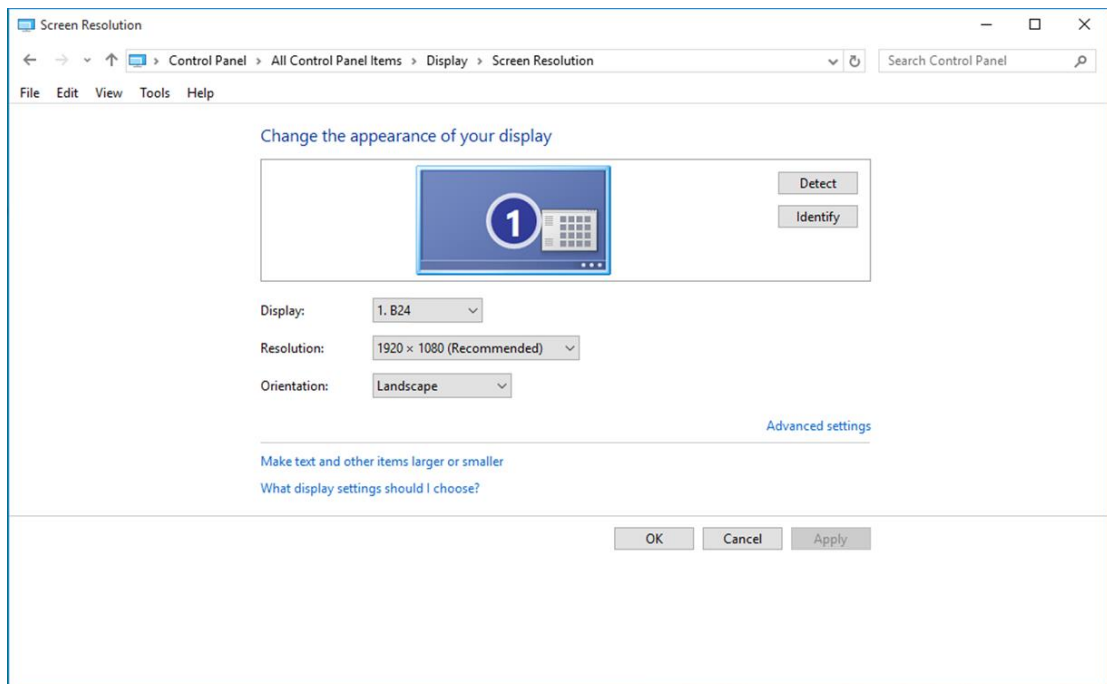 Screen Resolution
Control Panel > All Control Panel Items > Display > Screen Resolution
Search Control Panel
File Edit View Tools Help
Change the appearance of your display
1
Detect
Identify
Display: 1. B24
Resolution: 1920 × 1080 (Recommended)
Orientation: Landscape
Advanced settings
Make text and other items larger or smaller
What display settings should I choose?
OK Cancel Apply